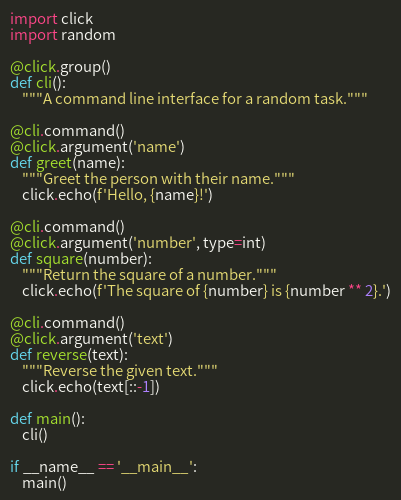 import click
import random

@click.group()
def cli():
    """A command line interface for a random task."""

@cli.command()
@click.argument('name')
def greet(name):
    """Greet the person with their name."""
    click.echo(f'Hello, {name}!')

@cli.command()
@click.argument('number', type=int)
def square(number):
    """Return the square of a number."""
    click.echo(f'The square of {number} is {number ** 2}.')

@cli.command()
@click.argument('text')
def reverse(text):
    """Reverse the given text."""
    click.echo(text[::-1])

def main():
    cli()

if __name__ == '__main__':
    main()